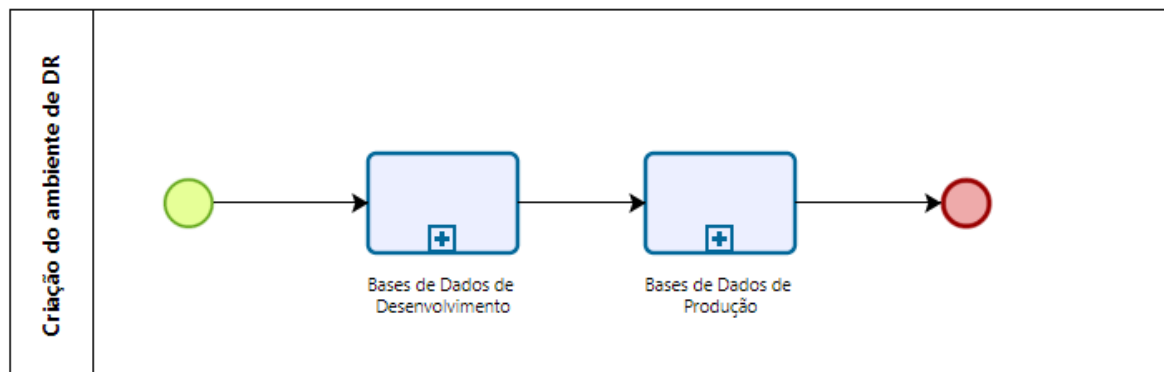 Criação do ambiente de DR
Bases de Dados de
Desenvolvimento
Bases de Dados de
Produção